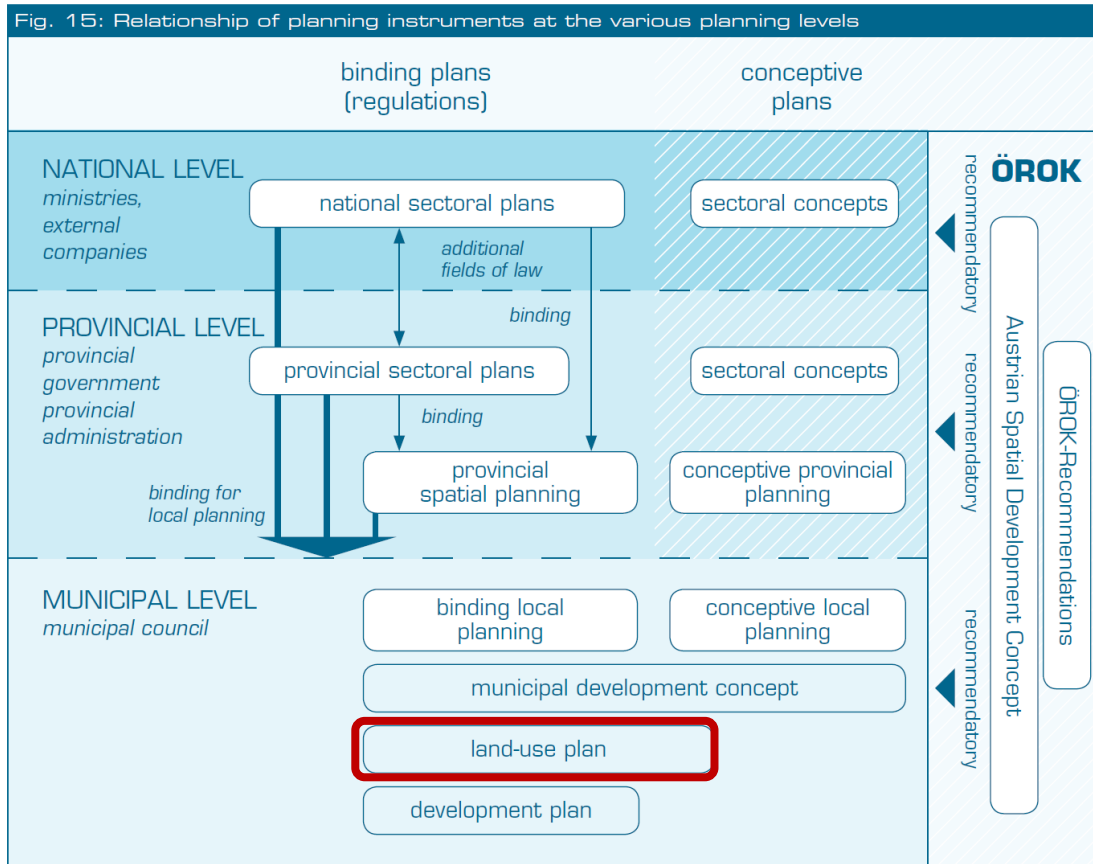 Fig. 15: Relationship of planning instruments at the various planning levels
binding plans
(regulations)
conceptive
plans
NATIONAL LEVEL
ministries,
external
companies
national sectoral plans
sectoral concepts
additional
fields of law
binding
PROVINCIAL LEVEL
provincial
government
provincial
administration
provincial sectoral plans
sectoral concepts
binding
provincial
spatial planning
conceptive provincial
planning
binding for
local planning
MUNICIPAL LEVEL
municipal council
binding local
planning
conceptive local
planning
municipal development concept
land-use plan
development plan
recommendatory
recommendatory
recommendatory
ÖROK
Austrian Spatial Development Concept
ÖROK-Recommendations